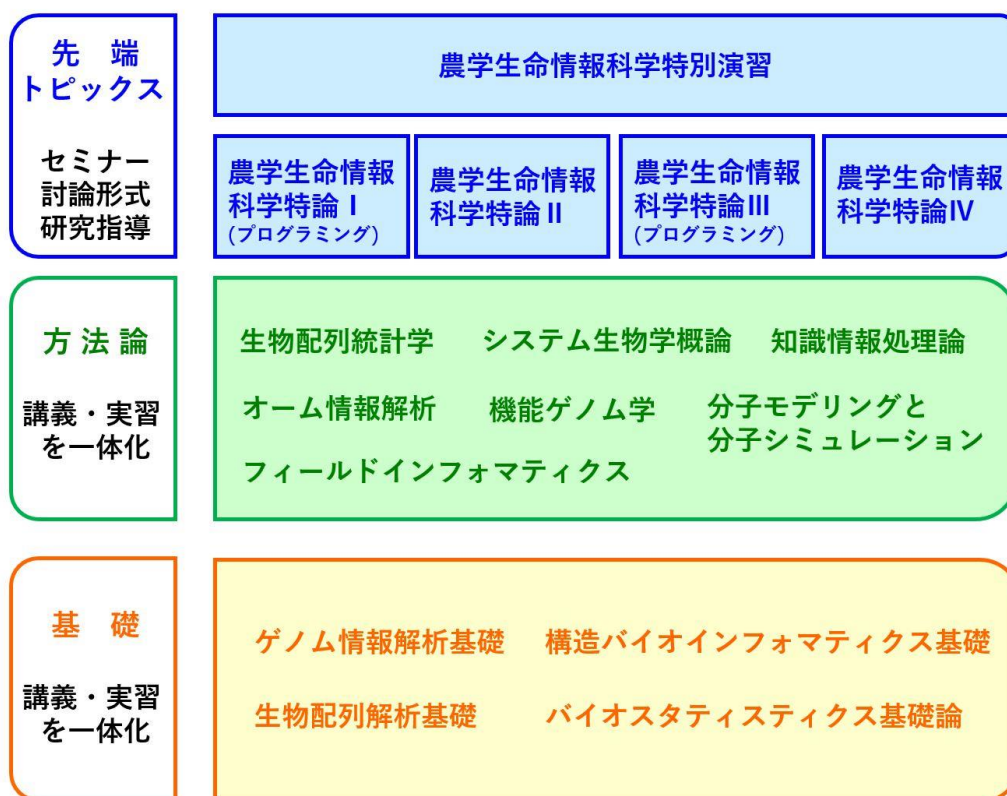 先 端
トピックス
セミナー
討論形式
研究指導
農学生命情報科学特別演習
農学生命情報
科学特論Ⅰ
(プログラミング)
農学生命情報
科学特論Ⅱ
農学生命情報
科学特論Ⅲ
(プログラミング)
農学生命情報
科学特論Ⅳ
方 法 論
講義・実習
を一体化
生物配列統計学 システム生物学概論 知識情報処理論
オーム情報解析 機能ゲノム学 分子モデリングと
分子シミュレーション
フィールドインフォマティクス
基 礎
講義・実習
を一体化
ゲノム情報解析基礎 構造バイオインフォマティクス基礎
生物配列解析基礎 バイオスタティスティクス基礎論